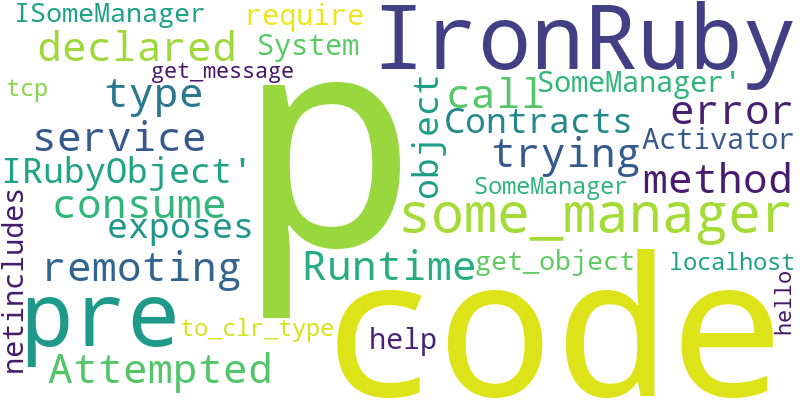 ISomeManager
require
IronRuby
declared
System
get_message
tcp
type
p
object
call
SomeManager'
service
Contracts
error
Activator
IRubyObject'
trying
method
SomeManager
consume
some_manager
exposes
netincludes
remoting
Runtime
get_object
localhost
pre
code
hello
to_clr_type
help
Attempted